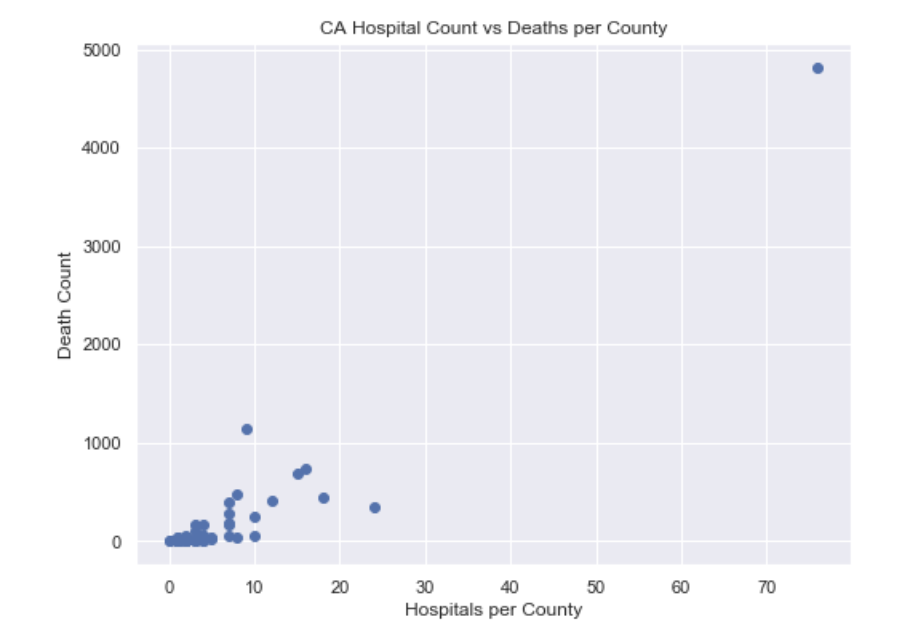 CA Hospital Count vs Deaths per County
5000
4000
3000
2000
1000
0
Death Count
0 10 20 30 40 50 60 70
Hospitals per County